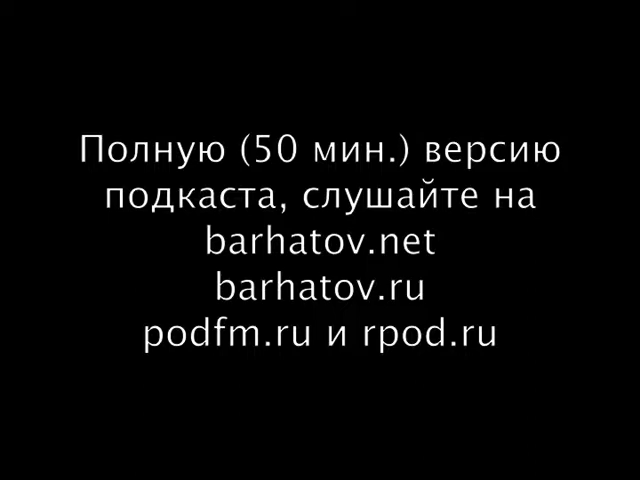 Полную (50 мин.) версию
подкаста, слушайте на
barhatov.net
barhatov.ru
podfm.ru и rpod.ru